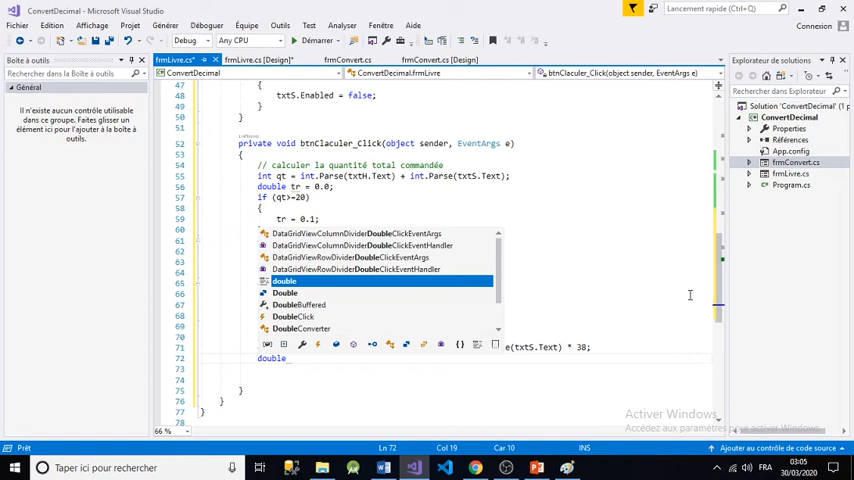 ConvertDecimal - Microsoft Visual Studio
Lancement rapide (Ctrl+Q)
Fichier Edition Affichage Projet Générer Déboguer Équipe Outils Test Analyser Fenêtre Aide
Connexion
Debug Any CPU Démarrer
Boîte à outils
Rechercher dans Boîte à outils
Général
Il n'existe aucun contrôle utilisable
dans ce groupe. Faites glisser un
élément ici pour l'ajouter à la boîte à
outils.
frmLivre.cs* frmLivre.cs [Design]* frmConvert.cs frmConvert.cs [Design]
ConvertDecimal ConvertDecimal.frmLivre btnClaculer_Click(object sender, EventArgs e)
47 {
48 txtS.Enabled = false;
49 }
50 }
51
52 private void btnClaculer_Click(object sender, EventArgs e)
53 {
54 // calculer la quantité total commandée
55 int qt = int.Parse(txtH.Text) + int.Parse(txtS.Text);
56 double tr = 0.0;
57 if (qt>=20)
58 {
59 tr = 0.1;
60
61
62
63
64
65
66
67
68
69
70
71 e(txtS.Text) * 38;
72 double
73
74
75 }
76 }
77 }
78
DataGridViewColumnDividerDoubleClickEventArgs
DataGridViewColumnDividerDoubleClickEventHandler
DataGridViewRowDividerDoubleClickEventArgs
DataGridViewRowDividerDoubleClickEventHandler
double
Double
DoubleBuffered
DoubleClick
DoubleConverter
66 %
Explorateur de solutions
Rechercher dans Explorateur de
Solution 'ConvertDecimal'
ConvertDecimal
Properties
Références
App.config
frmConvert.cs
frmLivre.cs
Program.cs
Activer Windows
Accédez aux paramètres pour activer Windows.
Prêt Ln 72 Col 19 Car 10 INS Ajouter au contrôle de code source
Taper ici pour rechercher
FRA
03:05
30/03/2020